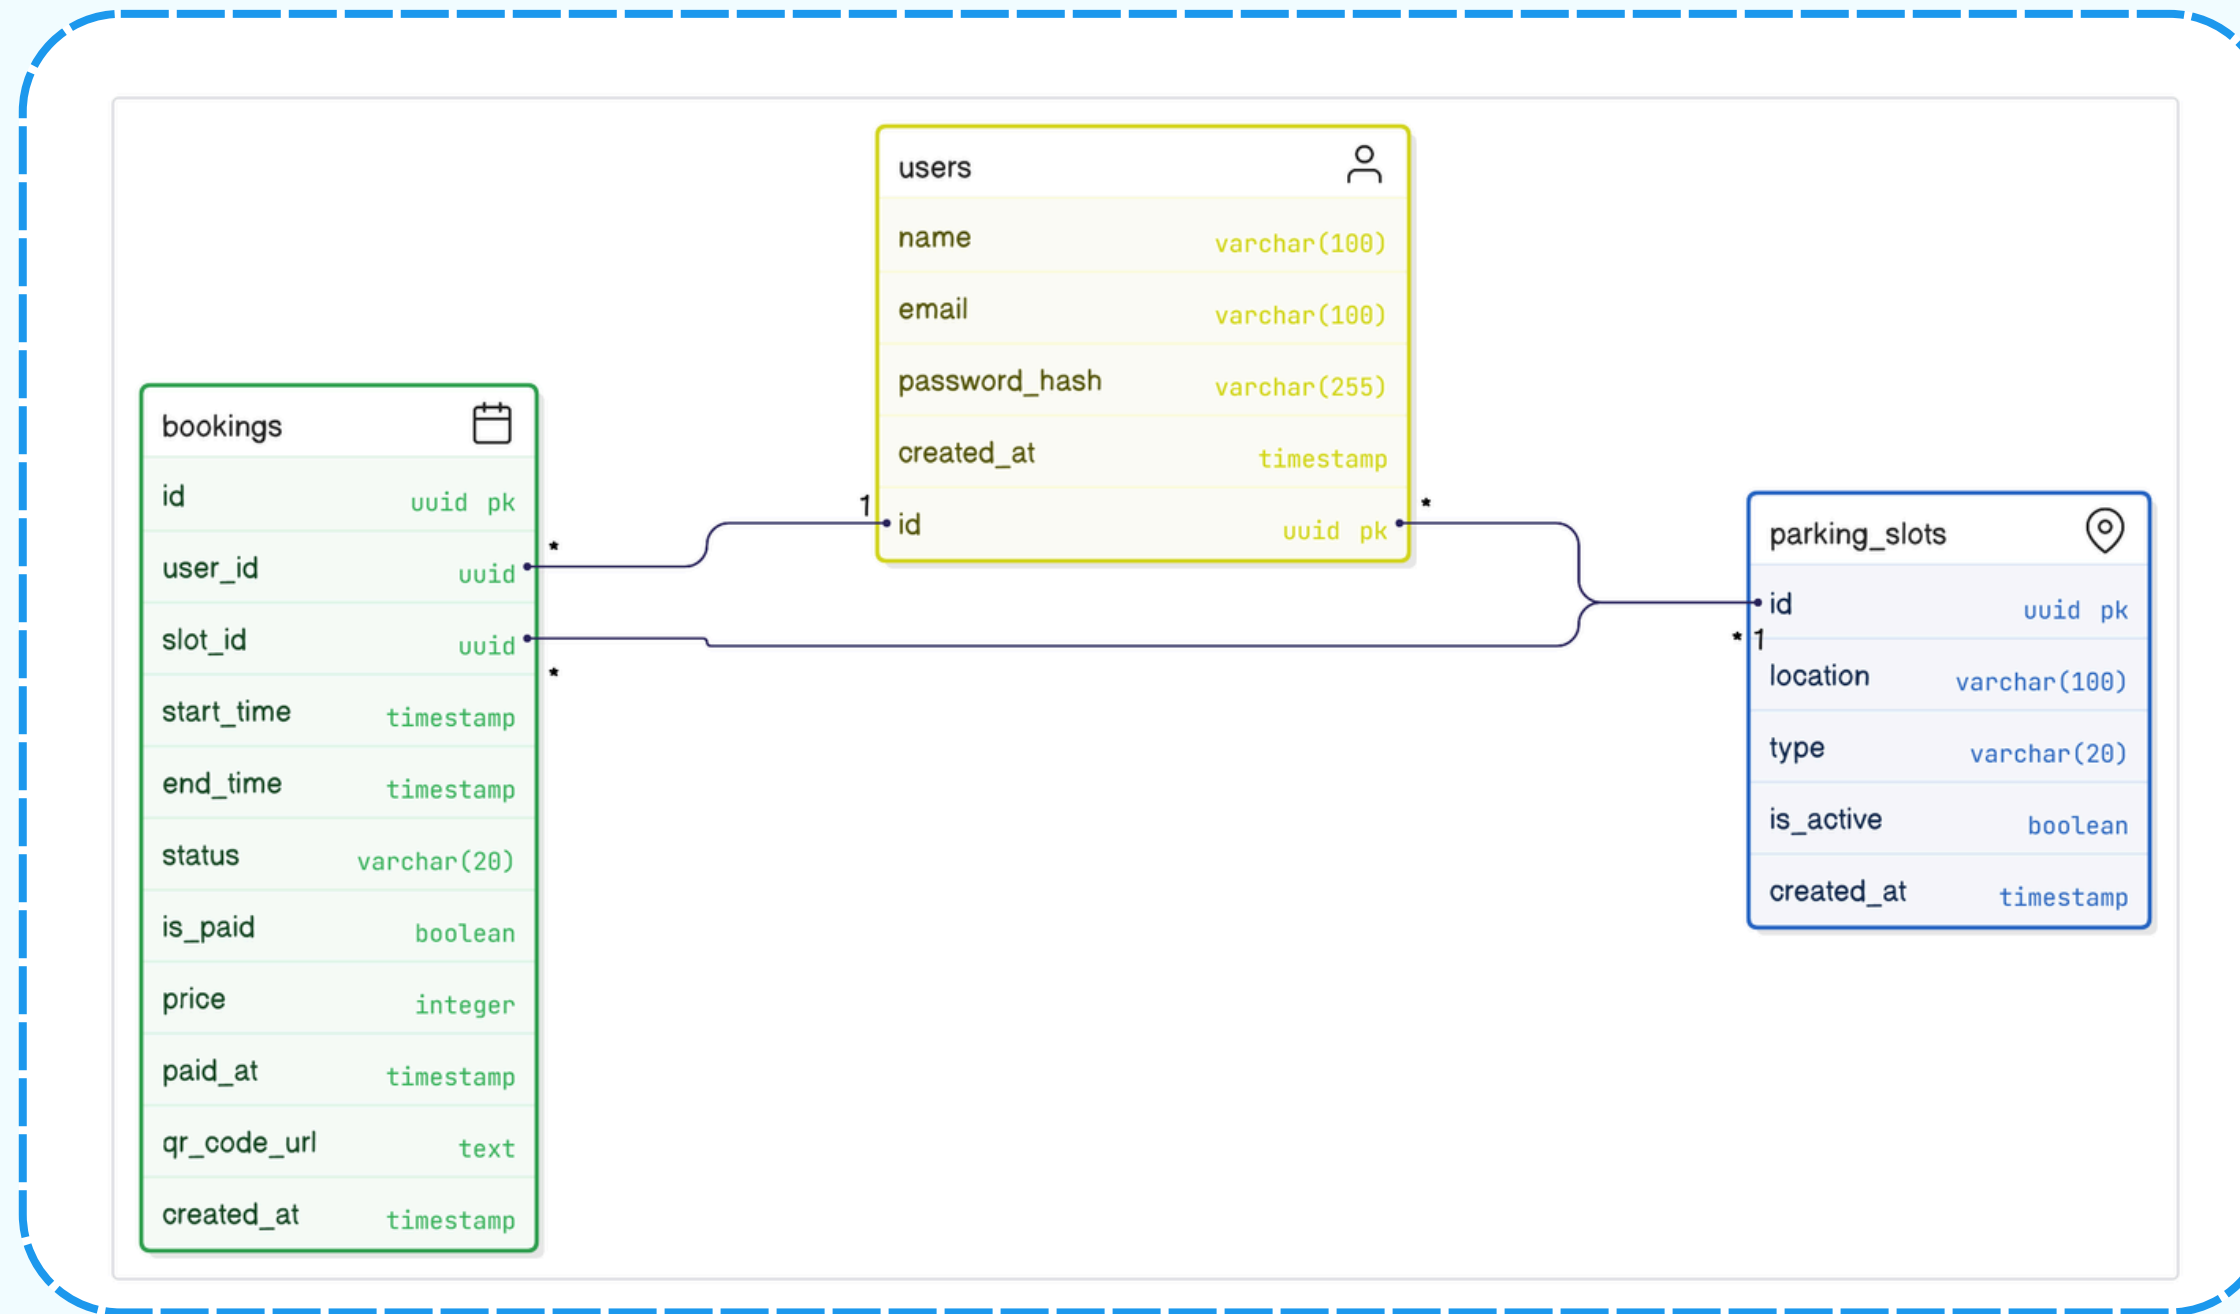 users
name varchar(100)
email varchar(100)
password_hash varchar(255)
created_at timestamp
1 id uuid pk *
bookings
id uuid pk
user_id uuid *
slot_id uuid
*
start_time timestamp
end_time timestamp
status varchar(20)
is_paid boolean
price integer
paid_at timestamp
qr_code_url text
created_at timestamp
parking_slots
id uuid pk
* 1
location varchar(100)
type varchar(20)
is_active boolean
created_at timestamp